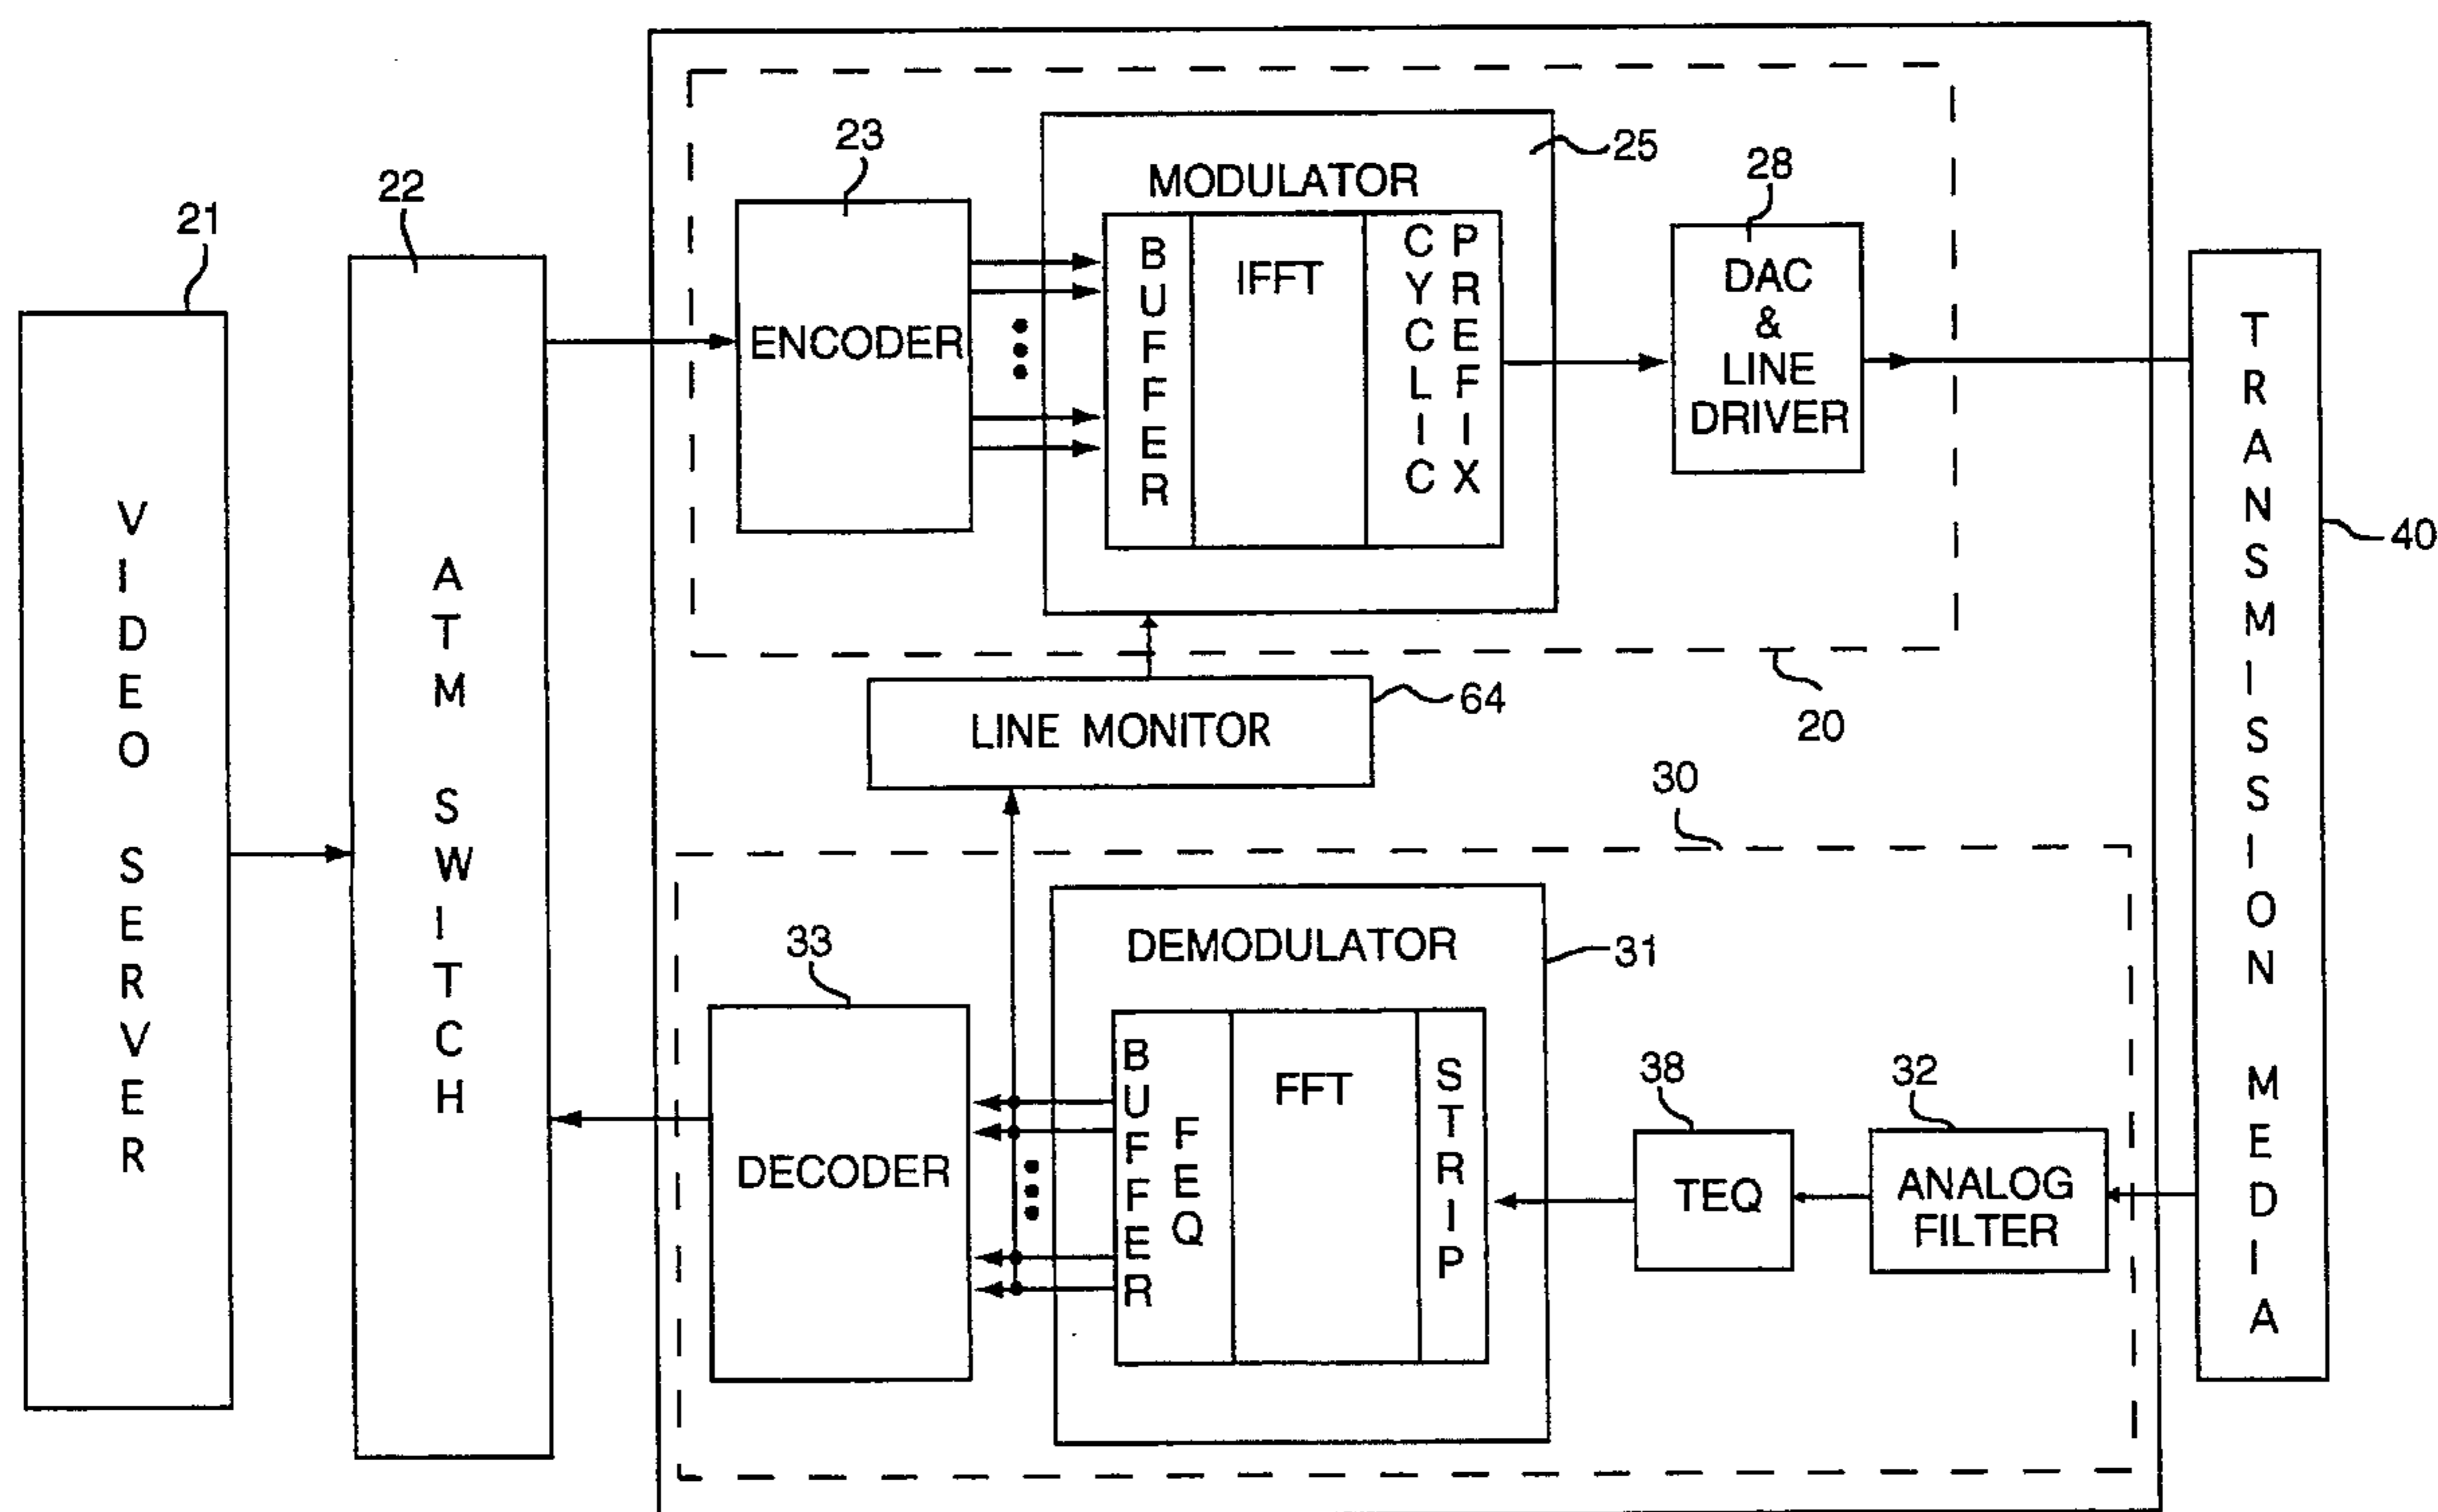 21
VIDEO SERVER
22
ATM SWITCH
23
ENCODER
25
MODULATOR
BUFFER
IFFT
CYCLIC
PREFIX
28
DAC
&
LINE
DRIVER
20
LINE MONITOR
64
30
33
DECODER
31
DEMODULATOR
BUFFER
FEQ
FFT
STRIP
38
TEQ
32
ANALOG
FILTER
TRANSMISSION MEDIA
40